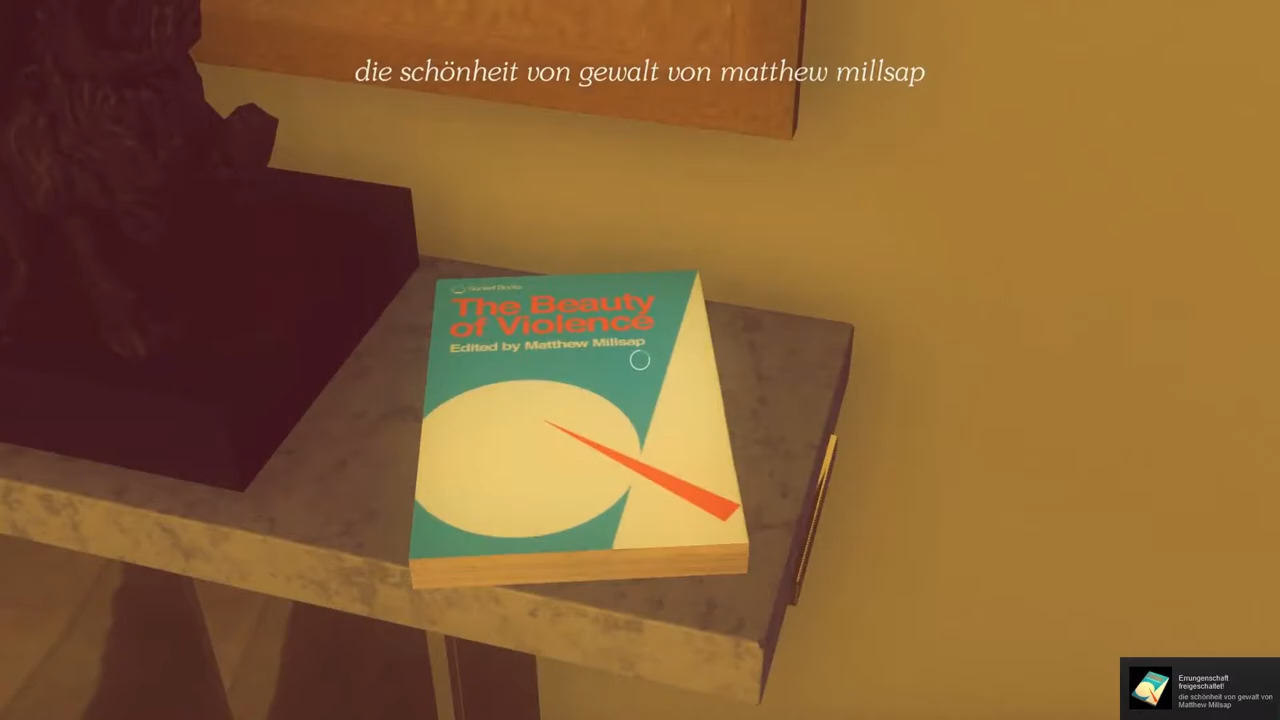 die schönheit von gewalt von matthew millsap
The Beauty
of Violence
Edited by Matthew Millsap
Errungenschaft
freigeschaltet!
die schönheit von gewalt von
Matthew Millsap